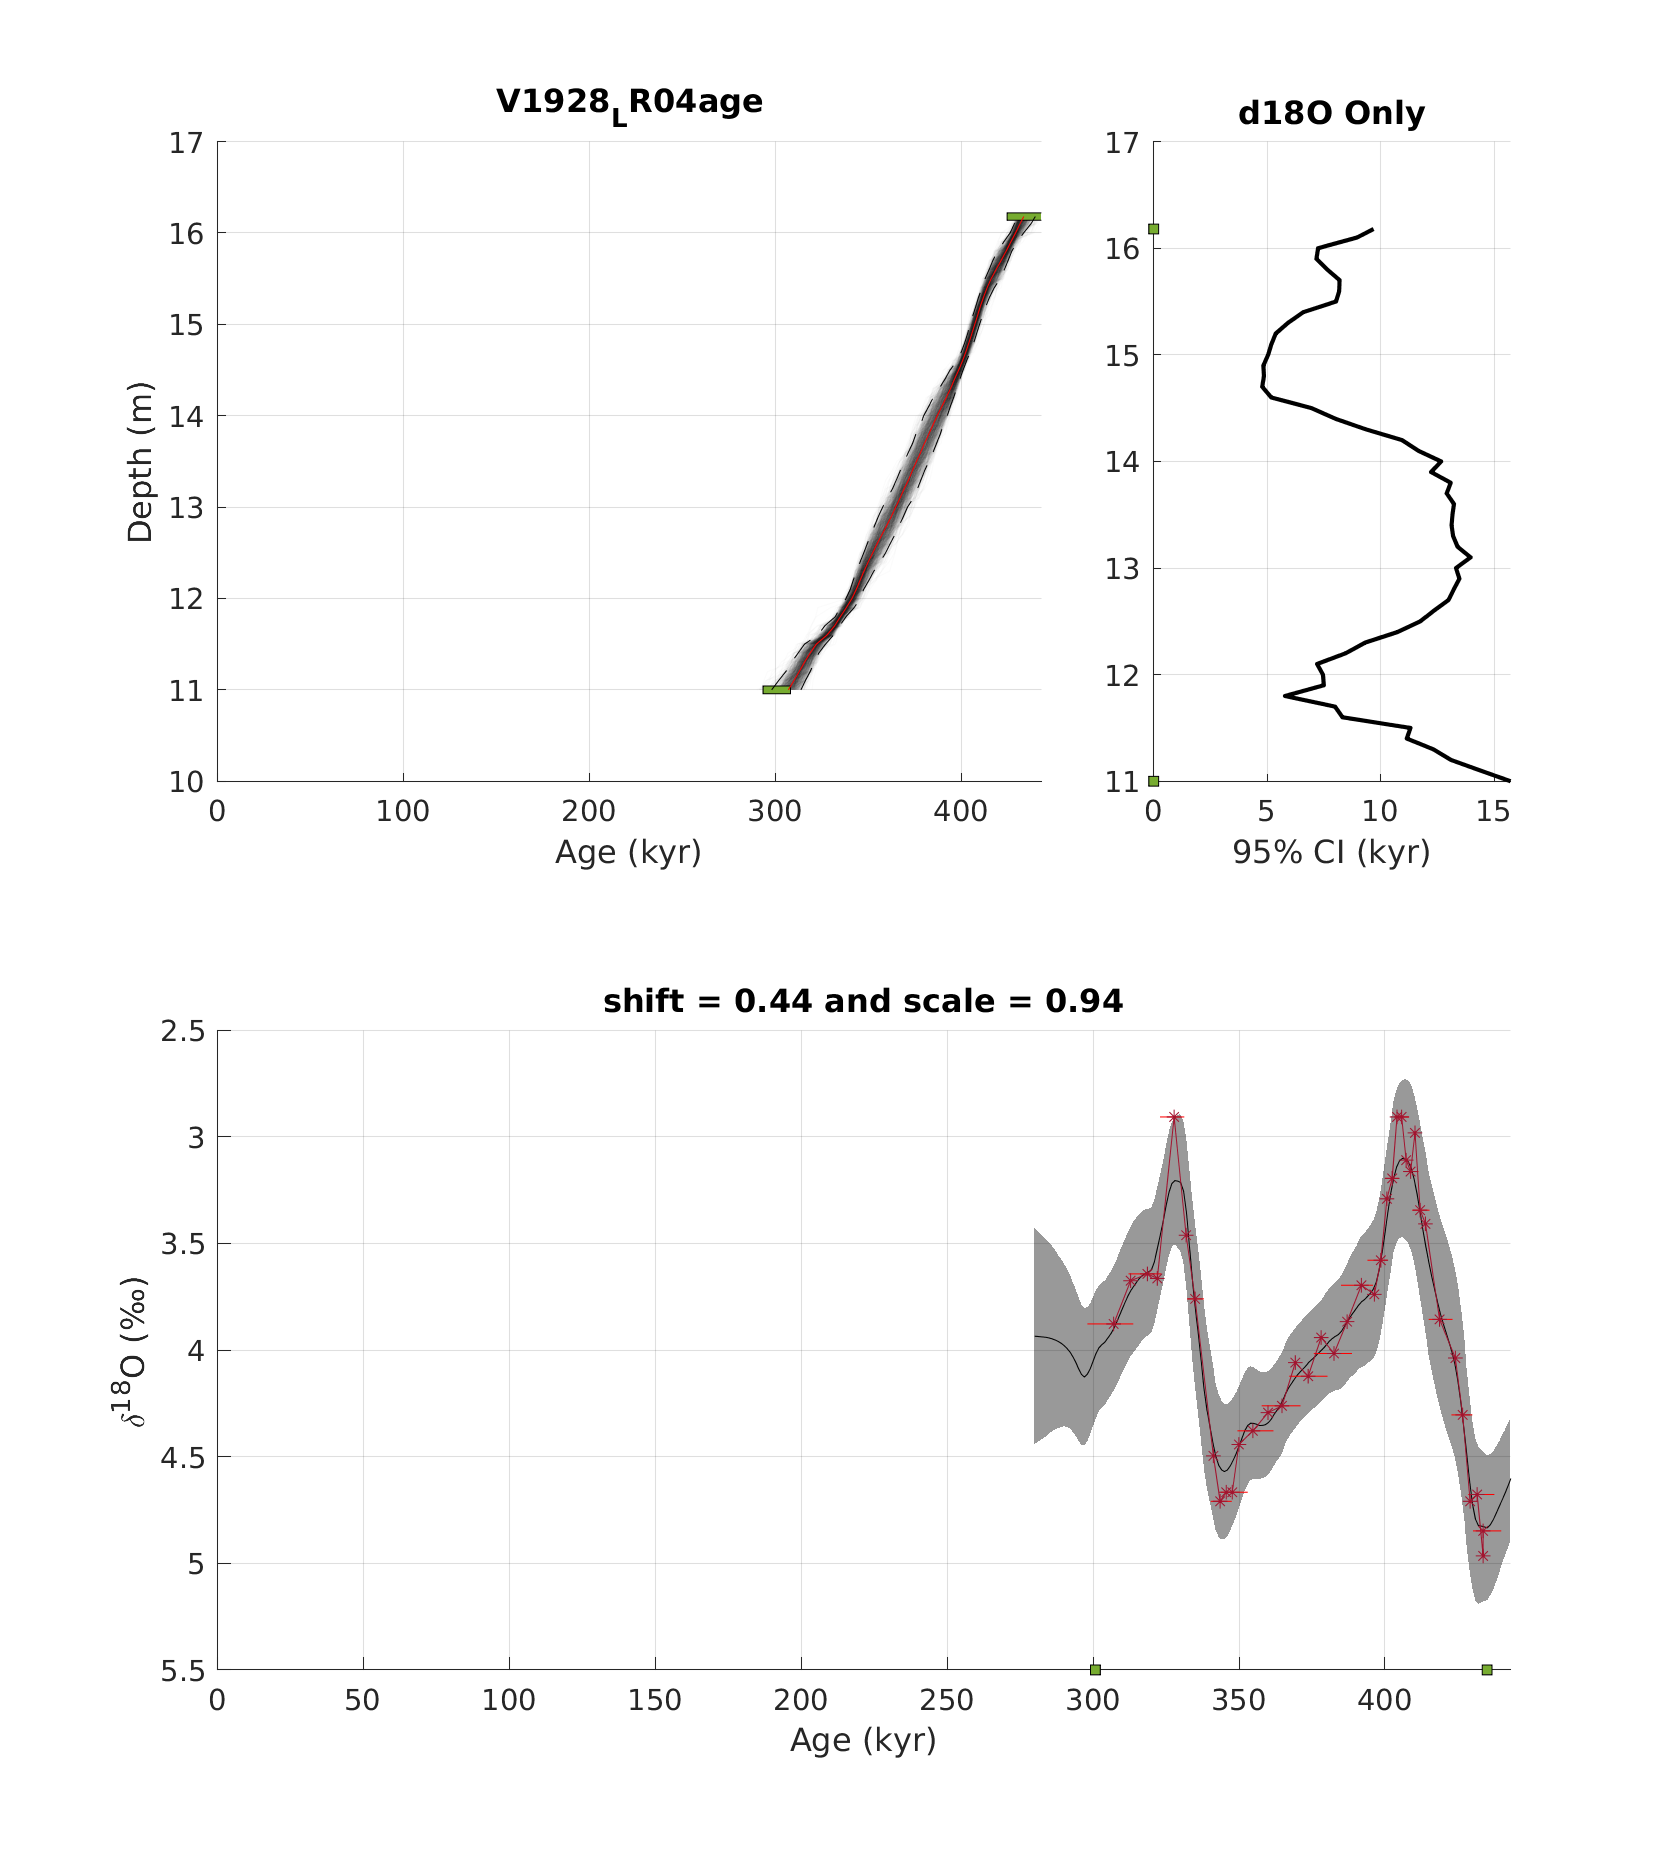 V1928LR04age
17
16
15
14
13
12
11
10
Depth (m)
0 100 200 300 400
Age (kyr)
d18O Only
17
16
15
14
13
12
11
0 5 10 15
95% CI (kyr)
shift = 0.44 and scale = 0.94
2.5
3
3.5
4
4.5
5
5.5
δ18O (‰)
0 50 100 150 200 250 300 350 400
Age (kyr)